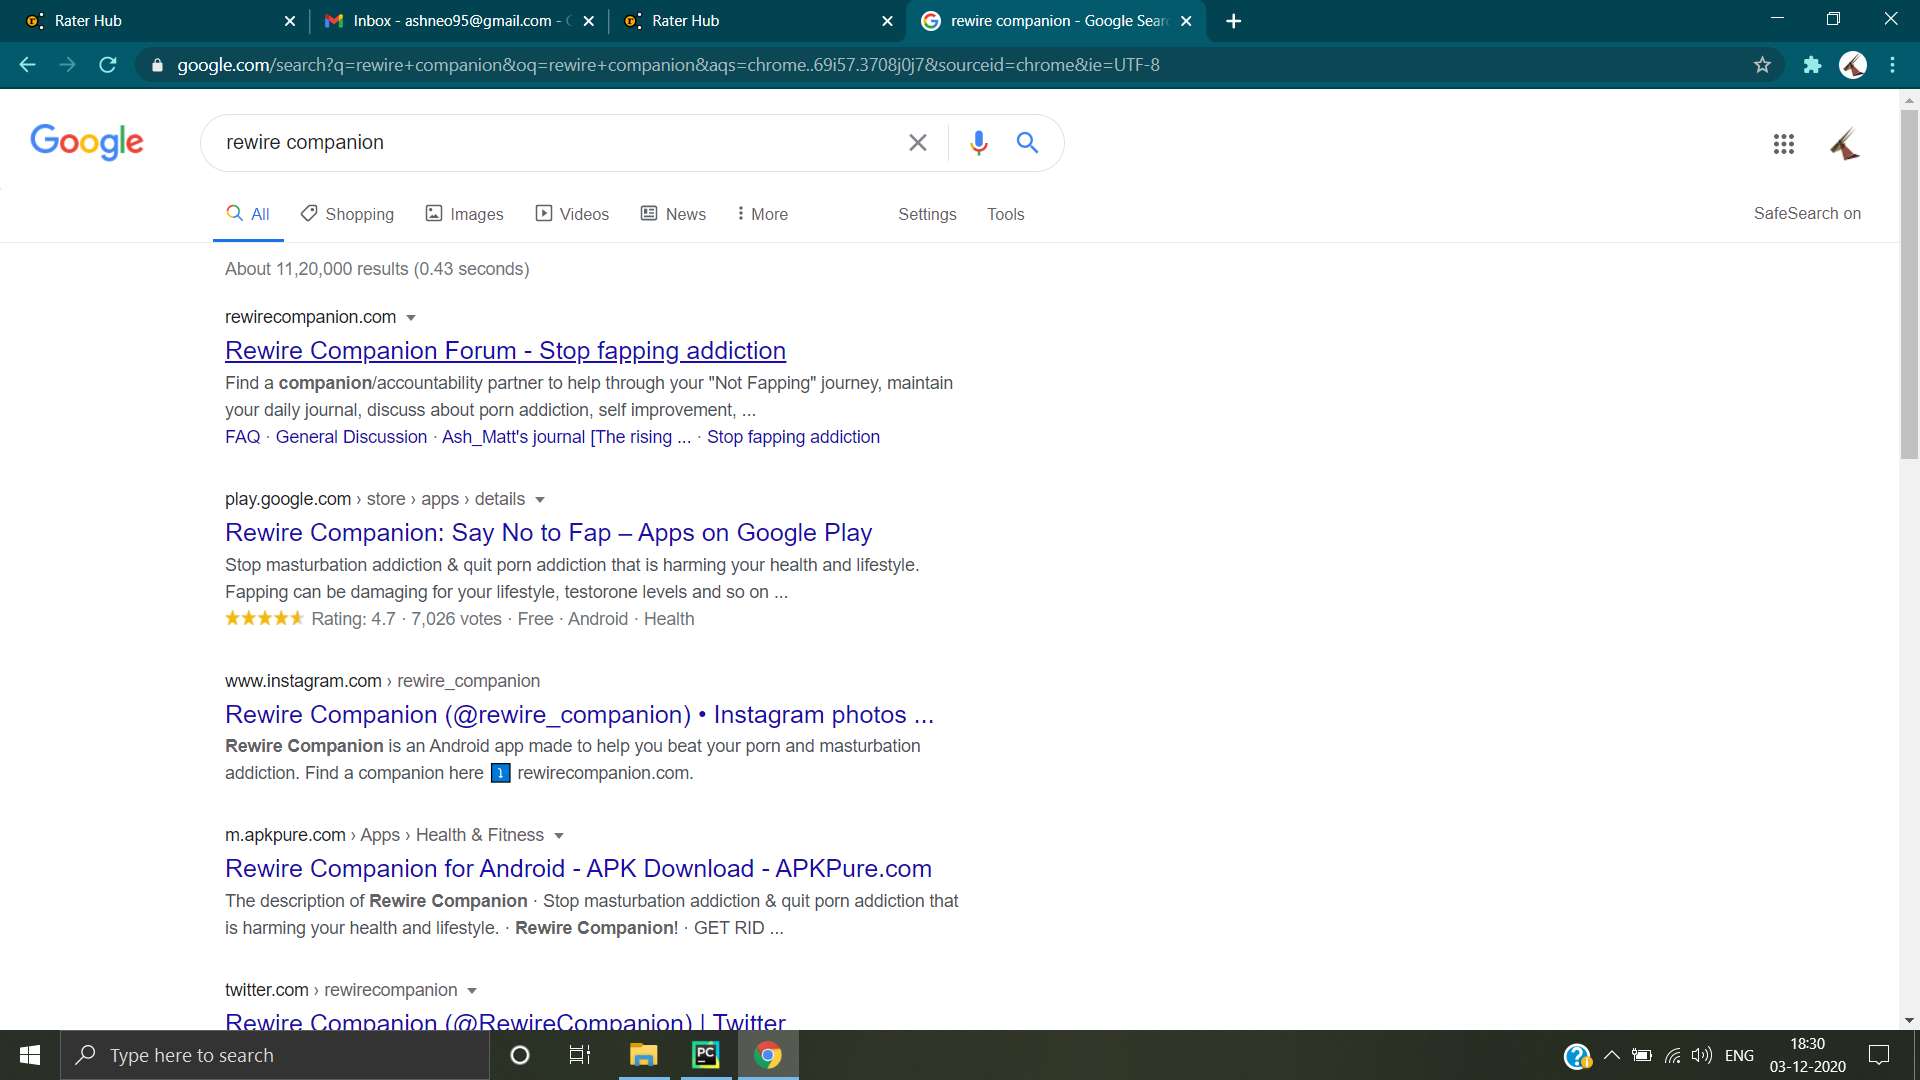 Rater Hub
Inbox - ashneo95@gmail.com -
Rater Hub
rewire companion - Google Sear
google.com/search?q=rewire+companion&oq=rewire+companion&aqs=chrome..69i57.3708j0j7&sourceid=chrome&ie=UTF-8
Google
rewire companion
All
Shopping
Images
Videos
News
More
Settings
Tools
SafeSearch on
About 11,20,000 results (0.43 seconds)
rewirecompanion.com
Rewire Companion Forum - Stop fapping addiction
Find a companion/accountability partner to help through your "Not Fapping" journey, maintain
your daily journal, discuss about porn addiction, self improvement, ...
FAQ · General Discussion · Ash_Matt's journal [The rising ... · Stop fapping addiction
play.google.com › store › apps › details
Rewire Companion: Say No to Fap – Apps on Google Play
Stop masturbation addiction & quit porn addiction that is harming your health and lifestyle.
Fapping can be damaging for your lifestyle, testorone levels and so on ...
Rating: 4.7 · 7,026 votes · Free · Android · Health
www.instagram.com › rewire_companion
Rewire Companion (@rewire_companion) • Instagram photos ...
Rewire Companion is an Android app made to help you beat your porn and masturbation
addiction. Find a companion here rewirecompanion.com.
m.apkpure.com › Apps › Health & Fitness
Rewire Companion for Android - APK Download - APKPure.com
The description of Rewire Companion · Stop masturbation addiction & quit porn addiction that
is harming your health and lifestyle. · Rewire Companion! · GET RID ...
twitter.com › rewirecompanion
Rewire Companion (@RewireCompanion) | Twitter
Type here to search
PC
ENG
18:30
03-12-2020